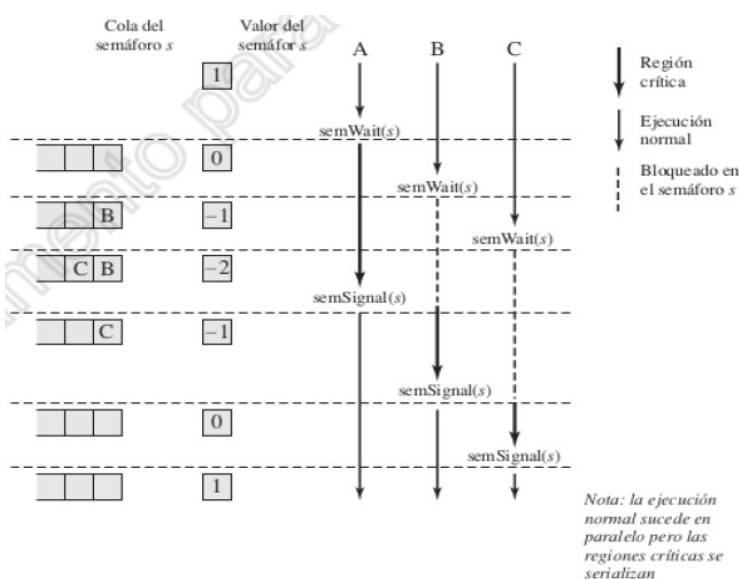 Cola del
semáforo s
Valor del
semáfor s
A
B
C
1
semWait(s)
0
semWait(s)
B
−1
semWait(s)
C B
−2
semSignal(s)
C
−1
semSignal(s)
0
semSignal(s)
1
Región
crítica
Ejecución
normal
Bloqueado en
el semáforo s
Nota: la ejecución
normal sucede en
paralelo pero las
regiones críticas se
serializan